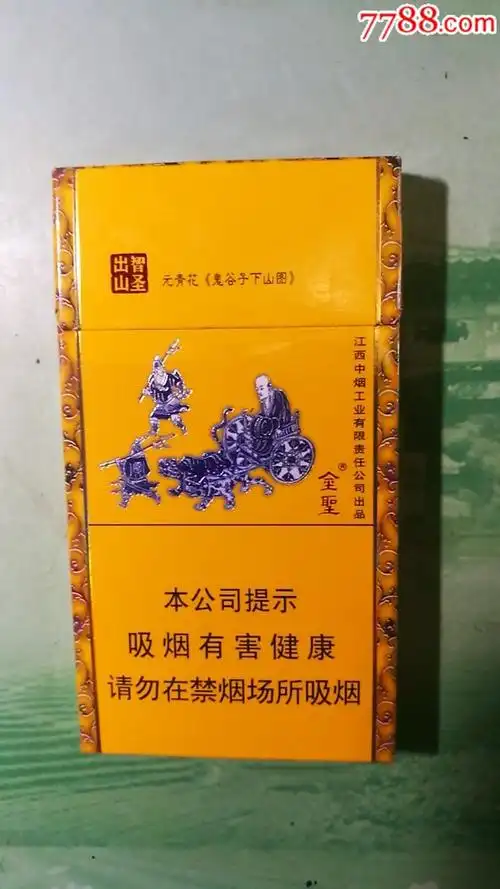 7788.com
智圣
出山
元青花《鬼谷子下山图》
江西中烟工业有限责任公司出品
金聖®
本公司提示
吸烟有害健康
请勿在禁烟场所吸烟